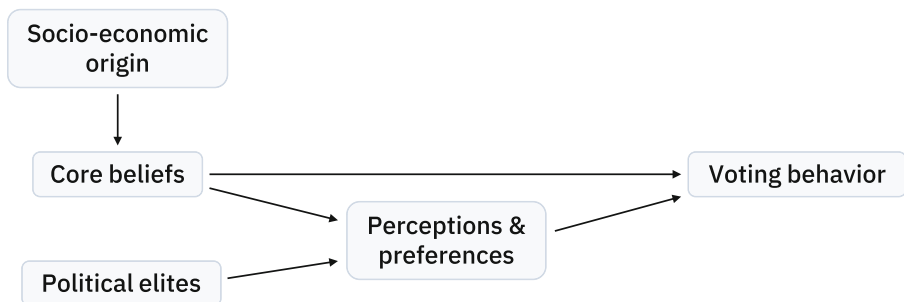 Socio-economic
origin
Core beliefs
Voting behavior
Perceptions &
preferences
Political elites